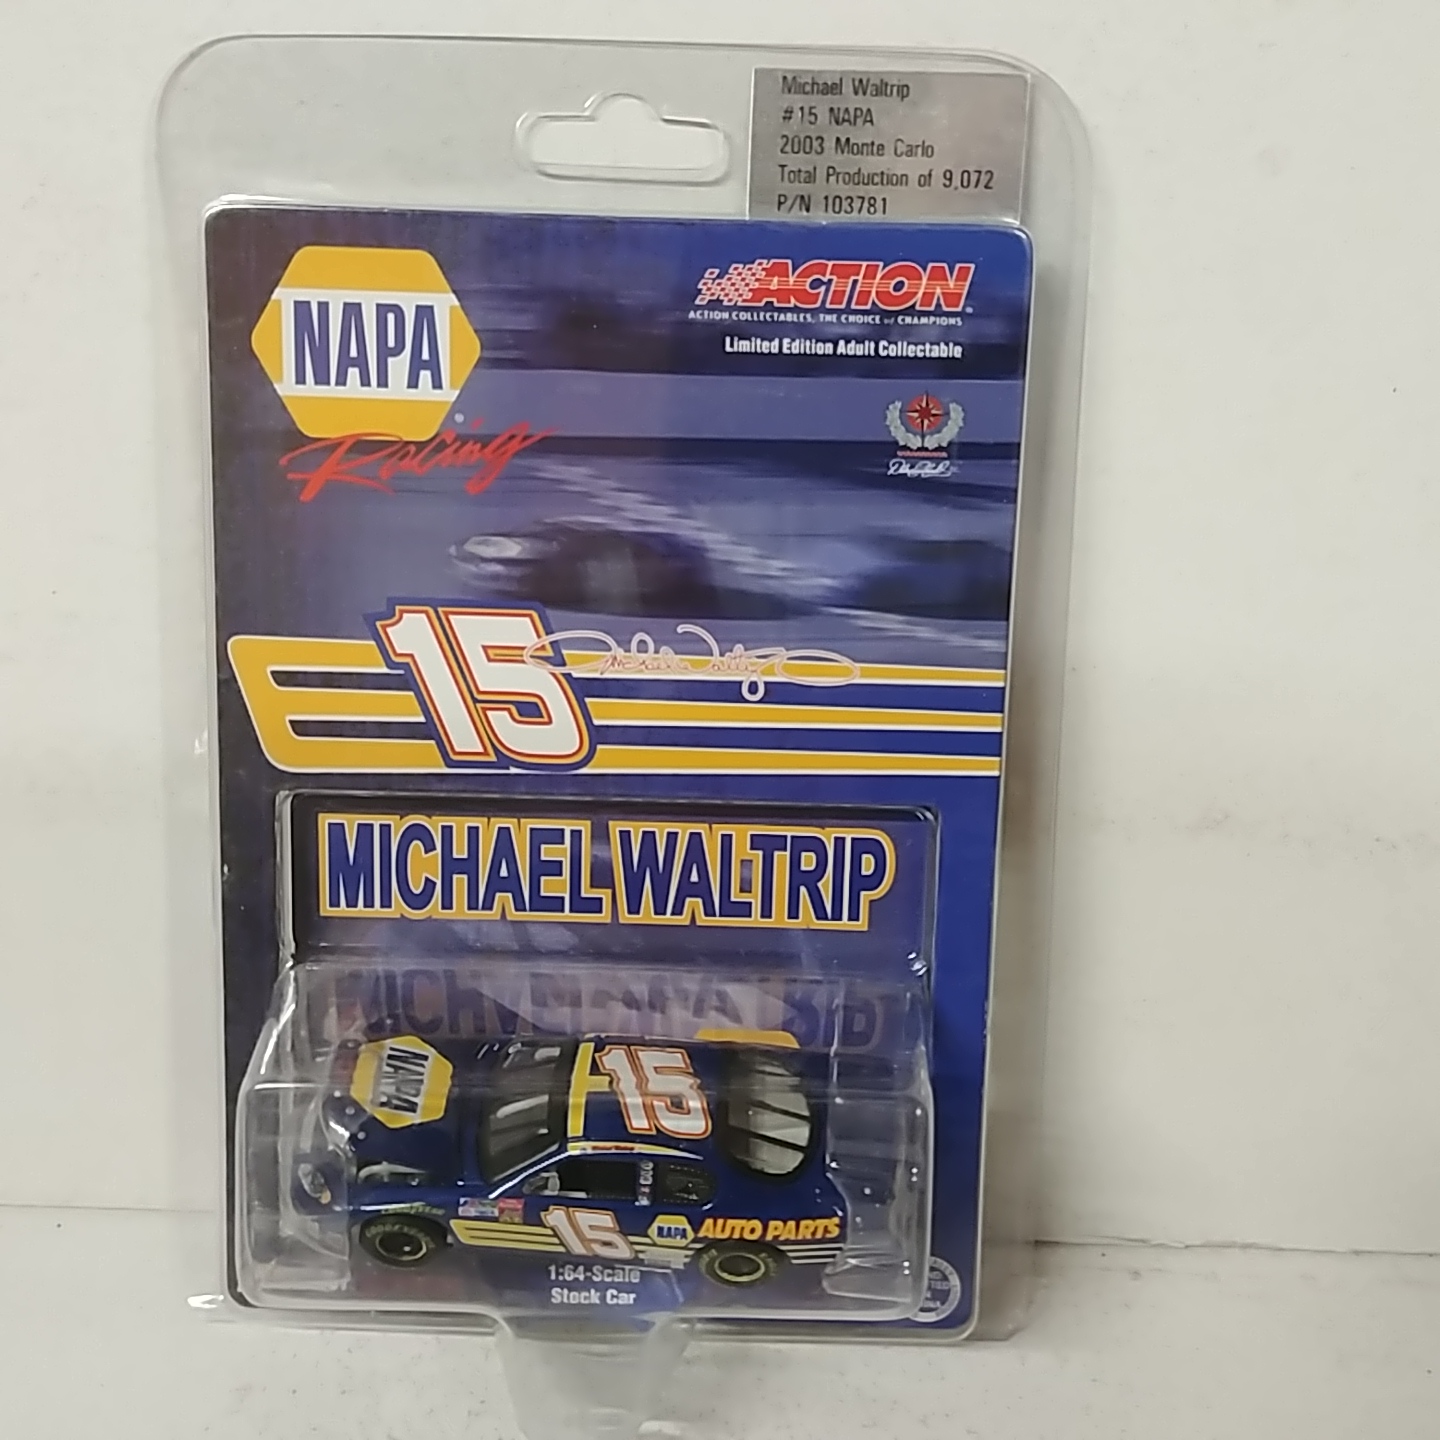 Michael Waltrip
#15 NAPA
2003 Monte Carlo
Total Production of 9,072
P/N 103781
NAPA
Racing
ACTION
ACTION COLLECTABLES, THE CHOICE of CHAMPIONS
Limited Edition Adult Collectable
15
Michael Waltrip
MICHAEL WALTRIP
NAPA
15
15
NAPA AUTO PARTS
1:64-Scale
Stock Car